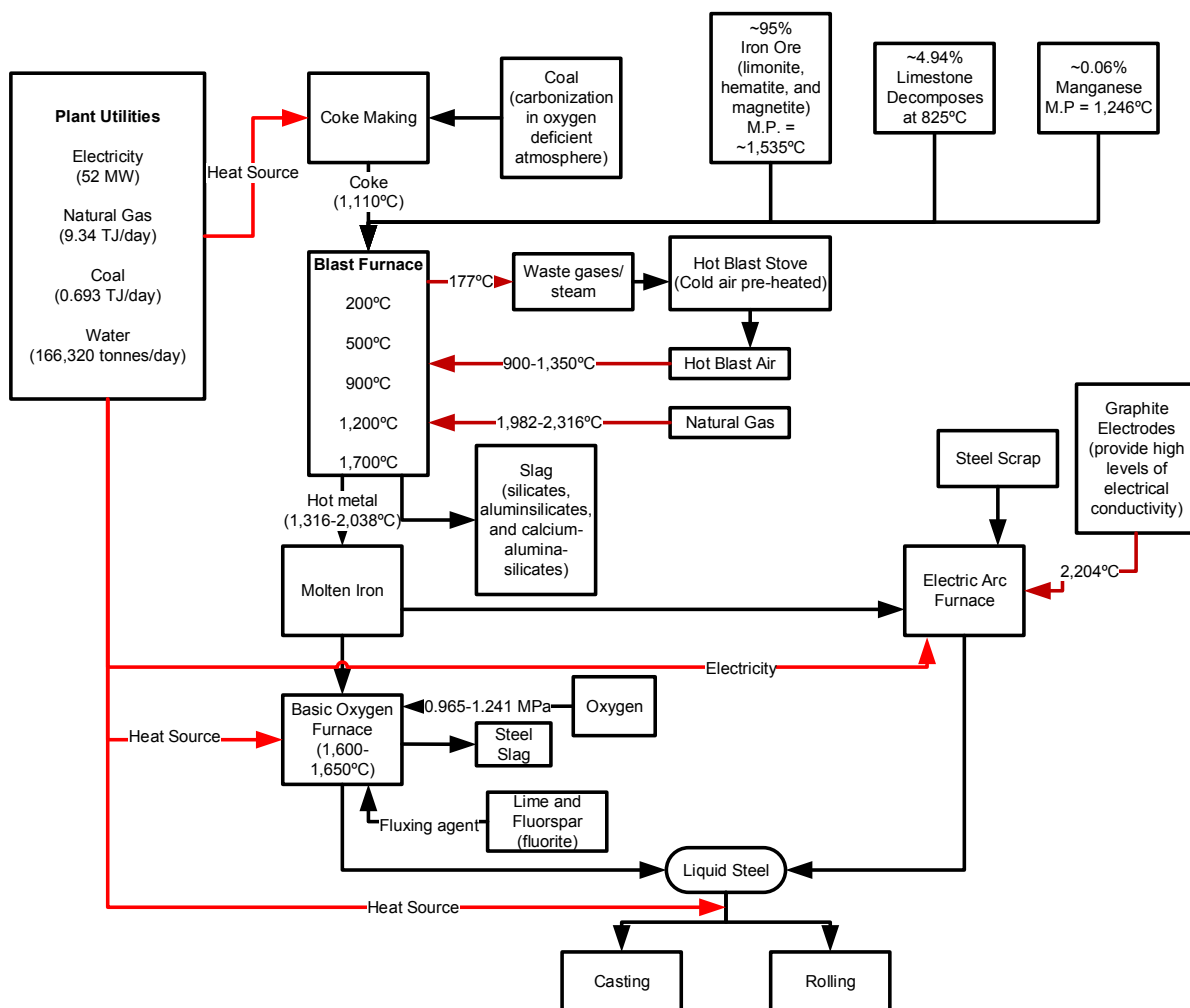 Plant Utilities
Electricity
(52 MW)
Natural Gas
(9.34 TJ/day)
Coal
(0.693 TJ/day)
Water
(166,320 tonnes/day)
Heat Source
Coke Making
Coal
(carbonization
in oxygen
deficient
atmosphere)
~95%
Iron Ore
(limonite,
hematite, and
magnetite)
M.P. =
~1,535ºC
~4.94%
Limestone
Decomposes
at 825ºC
~0.06%
Manganese
M.P = 1,246ºC
Coke
(1,110ºC)
Blast Furnace
200ºC
500ºC
900ºC
1,200ºC
1,700ºC
177ºC
Waste gases/
steam
Hot Blast Stove
(Cold air pre-heated)
900-1,350ºC
Hot Blast Air
1,982-2,316ºC
Natural Gas
Hot metal
(1,316-2,038ºC)
Slag
(silicates,
aluminsilicates,
and calcium-
alumina-
silicates)
Steel Scrap
Graphite
Electrodes
(provide high
levels of
electrical
conductivity)
2,204ºC
Molten Iron
Electric Arc
Furnace
Electricity
Basic Oxygen
Furnace
(1,600-
1,650ºC)
0.965-1.241 MPa
Oxygen
Heat Source
Steel
Slag
Fluxing agent
Lime and
Fluorspar
(fluorite)
Liquid Steel
Heat Source
Casting
Rolling